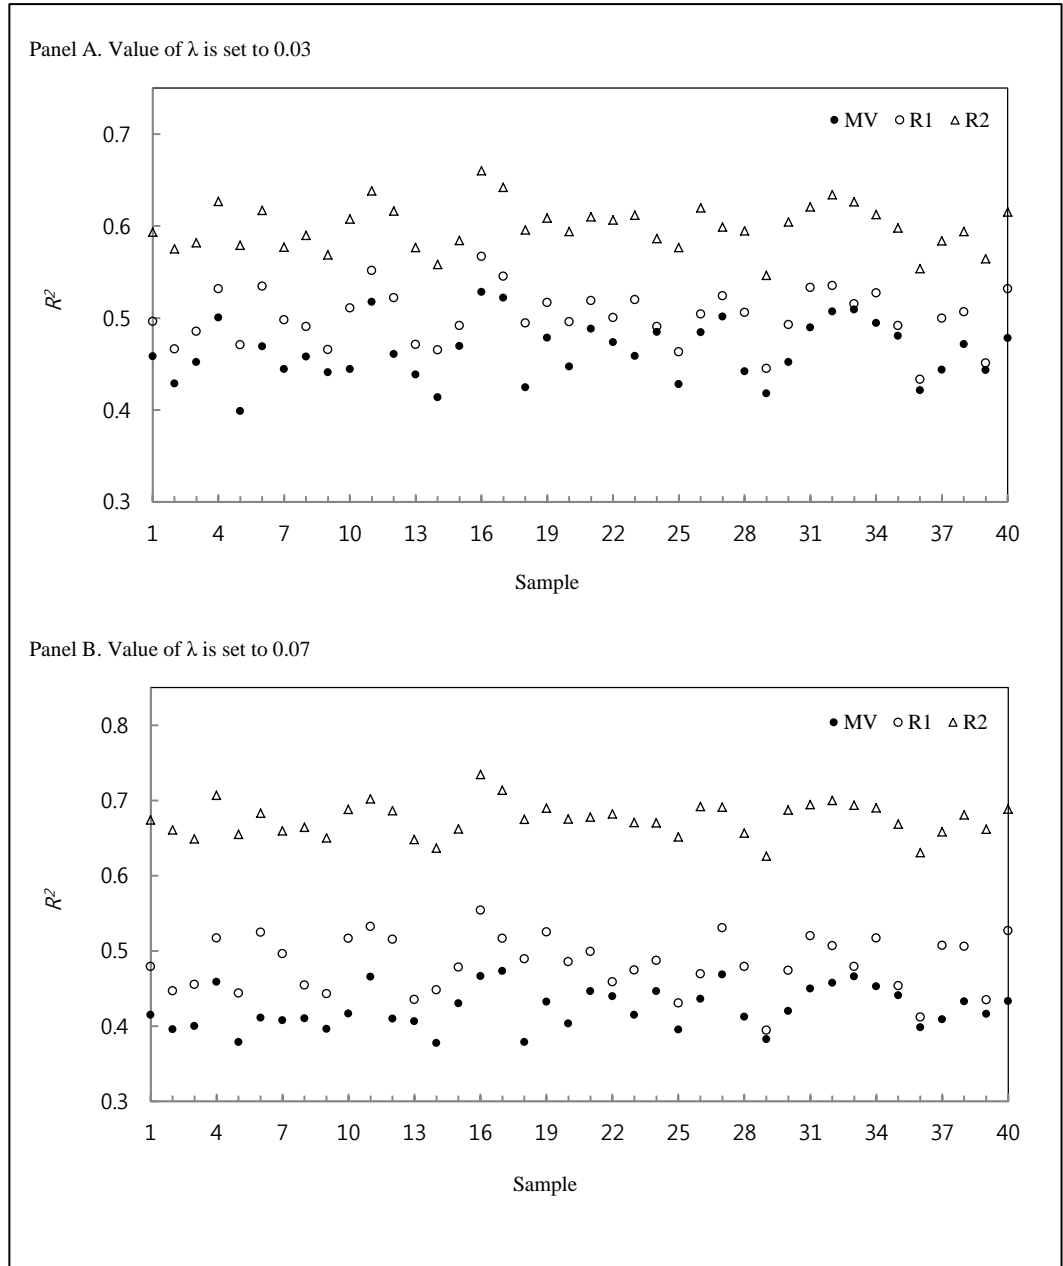 Panel A. Value of λ is set to 0.03
MV R1 R2
0.7
0.6
0.5
0.4
0.3
R²
1 4 7 10 13 16 19 22 25 28 31 34 37 40
Sample
Panel B. Value of λ is set to 0.07
MV R1 R2
0.8
0.7
0.6
0.5
0.4
0.3
R²
1 4 7 10 13 16 19 22 25 28 31 34 37 40
Sample